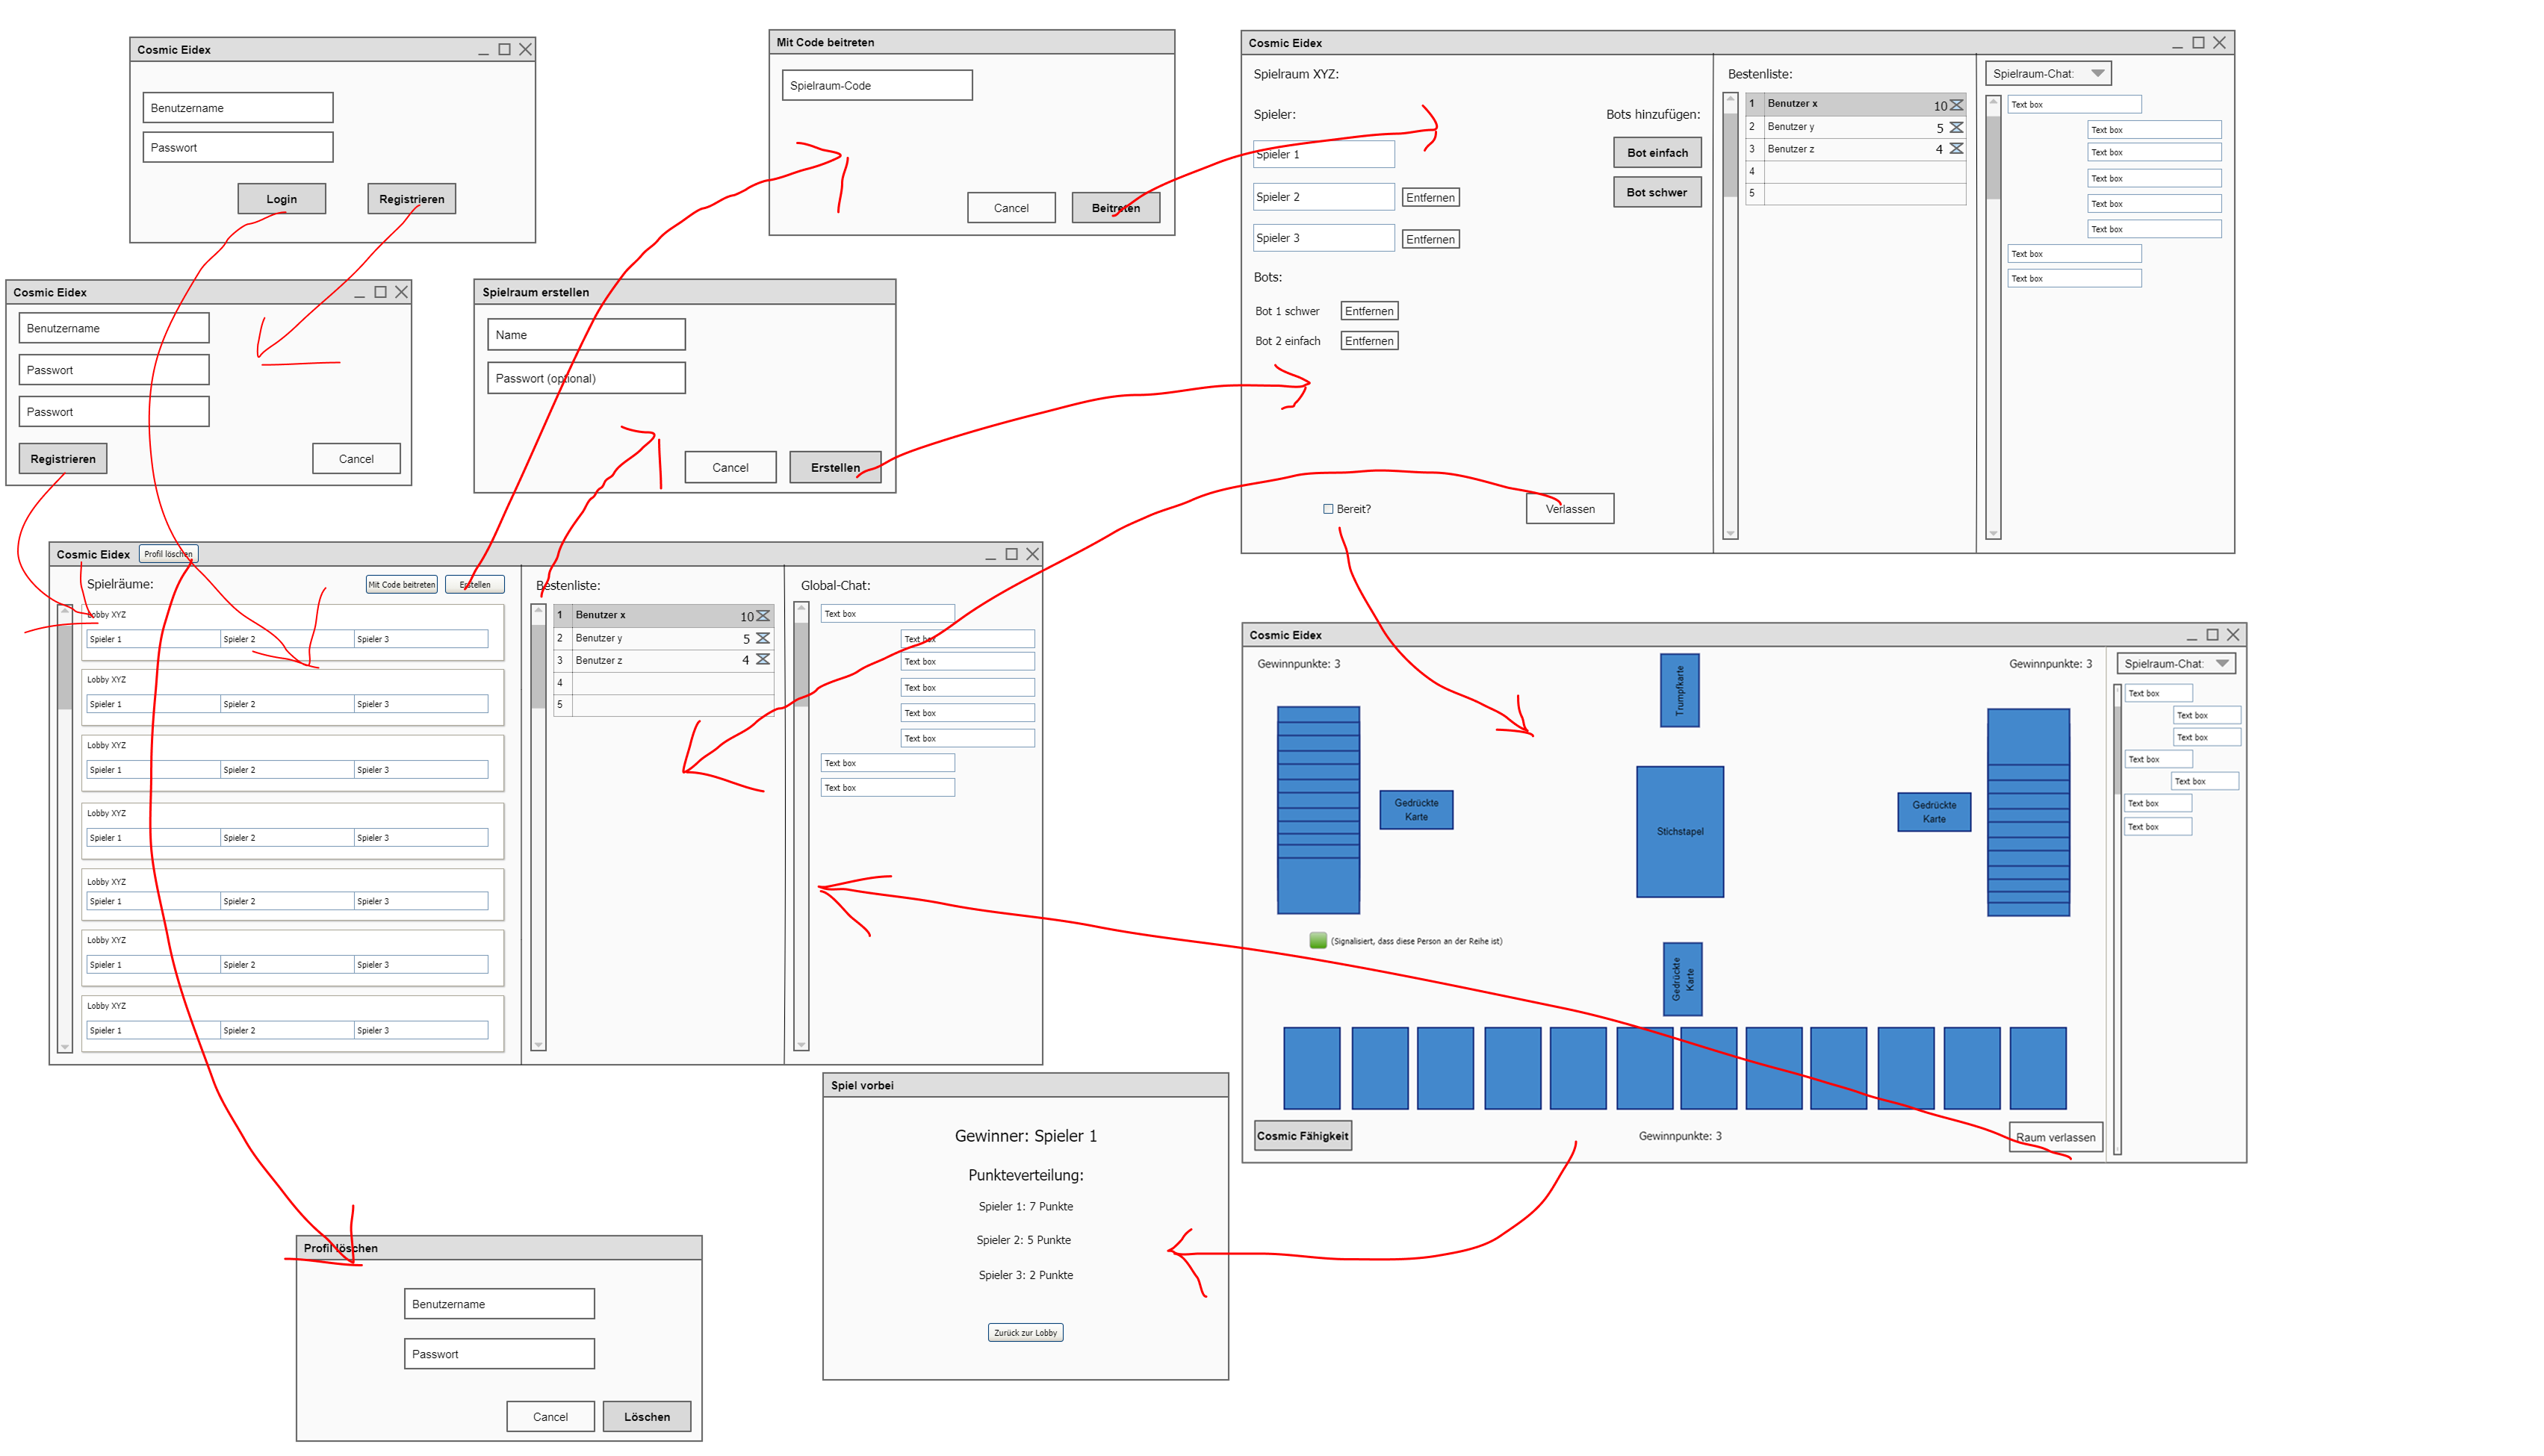 Cosmic Eidex
Benutzername
Passwort
Login
Registrieren
Mit Code beitreten
Spielraum-Code
Cancel
Beitreten
Cosmic Eidex
Spielraum XYZ:
Spieler:
Spieler 1
Spieler 2
Entfernen
Spieler 3
Entfernen
Bots:
Bot 1 schwer
Entfernen
Bot 2 einfach
Entfernen
Bots hinzufügen:
Bot einfach
Bot schwer
Bereit?
Verlassen
Bestenliste:
1 Benutzer x 10
2 Benutzer y 5
3 Benutzer z 4
4
5
Spielraum-Chat:
Text box
Text box
Text box
Text box
Text box
Text box
Text box
Text box
Cosmic Eidex
Benutzername
Passwort
Passwort
Registrieren
Cancel
Spielraum erstellen
Name
Passwort (optional)
Cancel
Erstellen
Cosmic Eidex
Profil löschen
Spielräume:
Mit Code beitreten
Erstellen
Lobby XYZ
Spieler 1 Spieler 2 Spieler 3
Lobby XYZ
Spieler 1 Spieler 2 Spieler 3
Lobby XYZ
Spieler 1 Spieler 2 Spieler 3
Lobby XYZ
Spieler 1 Spieler 2 Spieler 3
Lobby XYZ
Spieler 1 Spieler 2 Spieler 3
Lobby XYZ
Spieler 1 Spieler 2 Spieler 3
Lobby XYZ
Spieler 1 Spieler 2 Spieler 3
Bestenliste:
1 Benutzer x 10
2 Benutzer y 5
3 Benutzer z 4
4
5
Global-Chat:
Text box
Text box
Text box
Text box
Text box
Text box
Text box
Text box
Cosmic Eidex
Gewinnpunkte: 3
Trumpfkarte
Gewinnpunkte: 3
Gedrückte
Karte
Stichstapel
Gedrückte
Karte
(Signalisiert, dass diese Person an der Reihe ist)
Gedrückte
Karte
Cosmic Fähigkeit
Gewinnpunkte: 3
Raum verlassen
Spielraum-Chat:
Text box
Text box
Text box
Text box
Text box
Text box
Text box
Spiel vorbei
Gewinner: Spieler 1
Punkteverteilung:
Spieler 1: 7 Punkte
Spieler 2: 5 Punkte
Spieler 3: 2 Punkte
Zurück zur Lobby
Profil löschen
Benutzername
Passwort
Cancel
Löschen